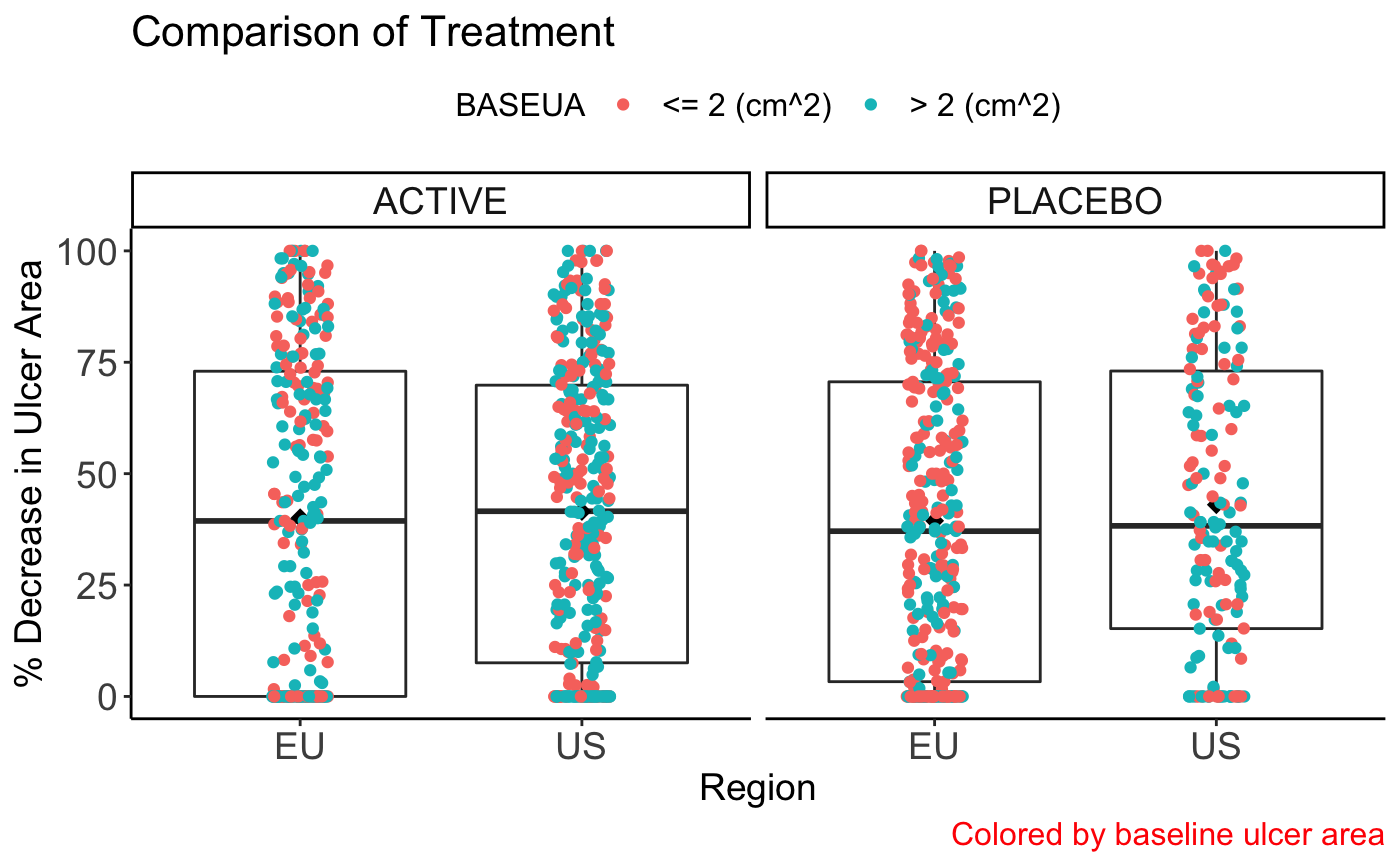 Comparison of Treatment
BASEUA <= 2 (cm^2) > 2 (cm^2)
ACTIVE PLACEBO
% Decrease in Ulcer Area
100
75
50
25
0
EU US EU US
Region
Colored by baseline ulcer area